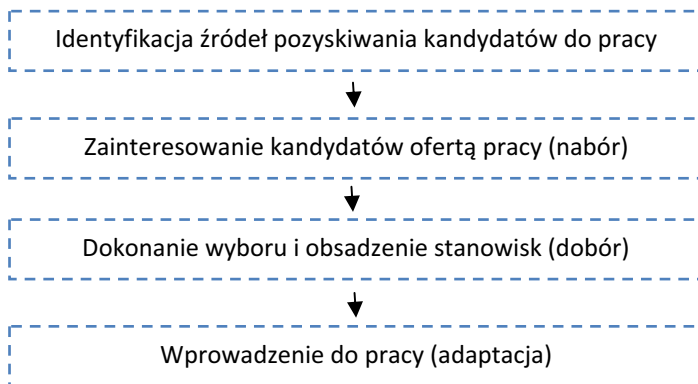 Identyfikacja źródeł pozyskiwania kandydatów do pracy
Zainteresowanie kandydatów ofertą pracy (nabór)
Dokonanie wyboru i obsadzenie stanowisk (dobór)
Wprowadzenie do pracy (adaptacja)